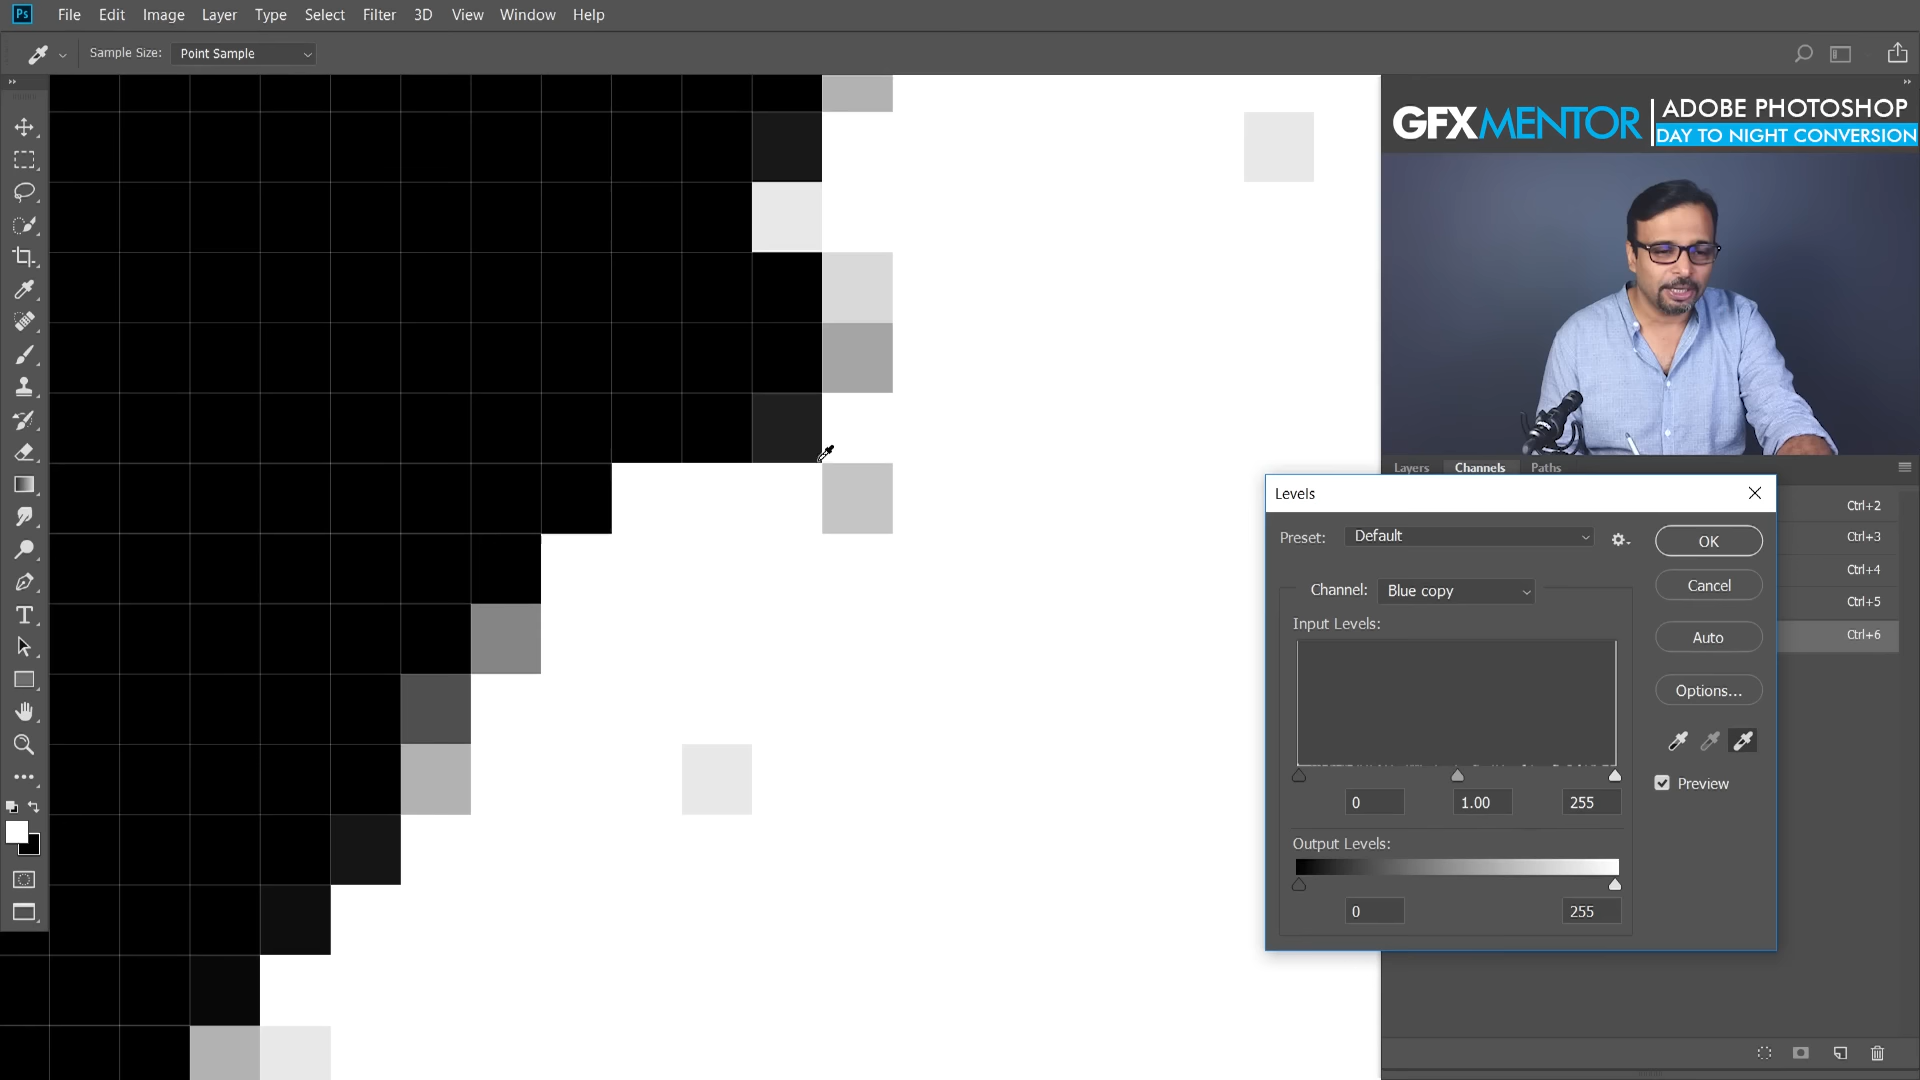 Ps File Edit Image Layer Type Select Filter 3D View Window Help
Sample Size: Point Sample
GFXMENTOR ADOBE PHOTOSHOP
DAY TO NIGHT CONVERSION
Layers Channels Paths
Levels
Ctrl+2
Preset: Default OK
Ctrl+3
Ctrl+4
Cancel
Channel: Blue copy
Ctrl+5
Input Levels:
Auto Ctrl+6
Options...
Preview
0 1.00 255
Output Levels:
0 255